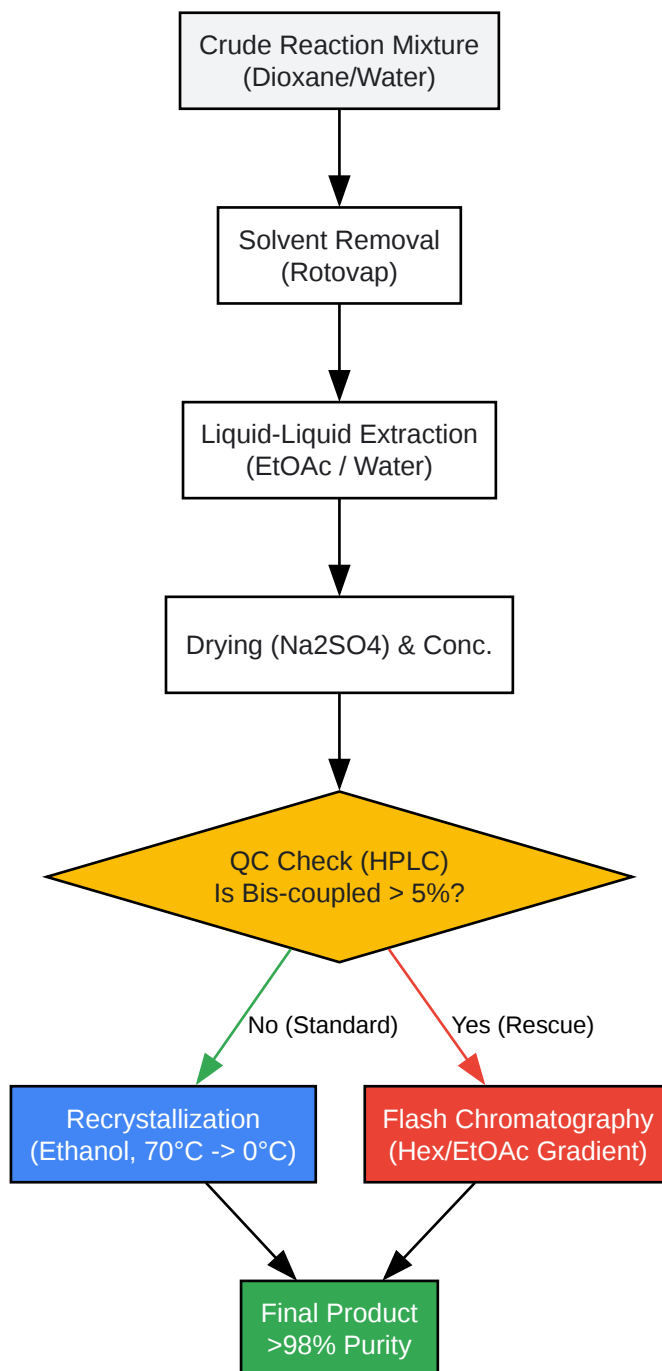 Crude Reaction Mixture
(Dioxane/Water)
Solvent Removal
(Rotovap)
Liquid-Liquid Extraction
(EtOAc / Water)
Drying (Na2SO4) & Conc.
QC Check (HPLC)
Is Bis-coupled > 5%?
No (Standard)
Yes (Rescue)
Recrystallization
(Ethanol, 70°C -> 0°C)
Flash Chromatography
(Hex/EtOAc Gradient)
Final Product
>98% Purity